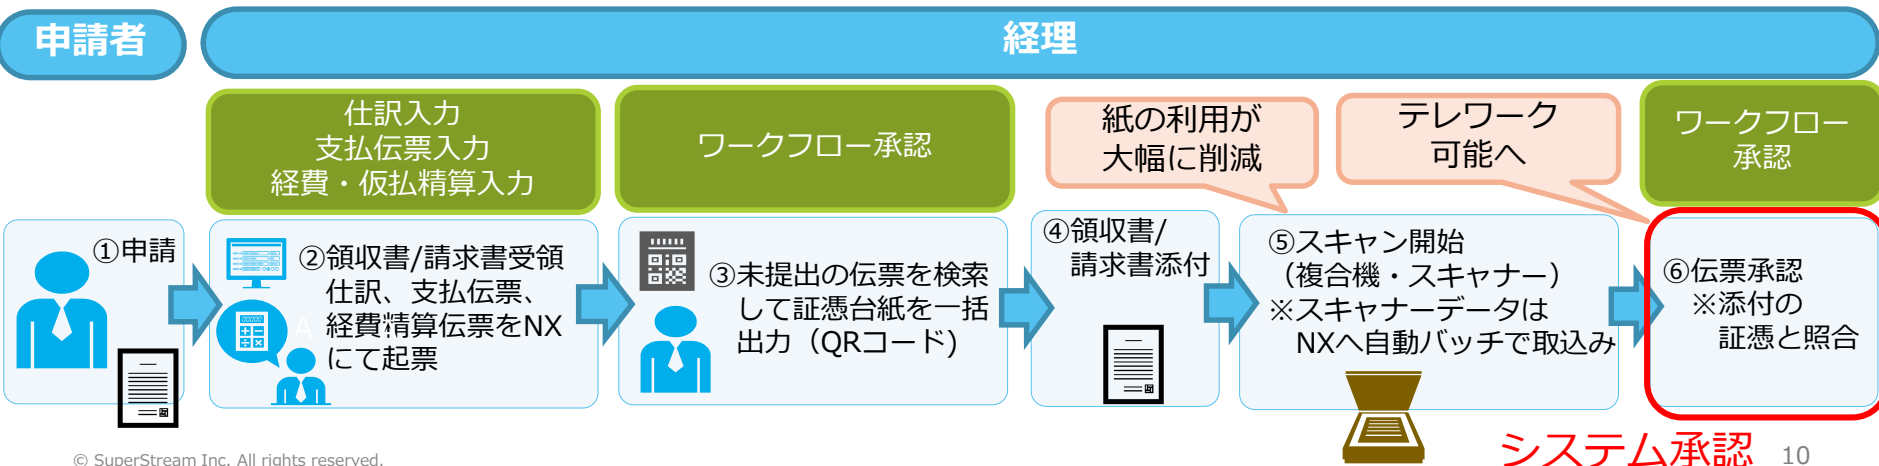 申請者
経理
仕訳入力
支払伝票入力
経費・仮払精算入力
ワークフロー承認
紙の利用が
大幅に削減
テレワーク
可能へ
ワークフロー
承認
①申請
②領収書/請求書受領
仕訳、支払伝票、
経費精算伝票をNX
にて起票
A
③未提出の伝票を検索
して証憑台紙を一括
出力（QRコード)
④領収書/
請求書添付
⑤スキャン開始
（複合機・スキャナー）
※スキャナーデータは
NXへ自動バッチで取込み
⑥伝票承認
※添付の
証憑と照合
システム承認
© SuperStream Inc. All rights reserved.
10